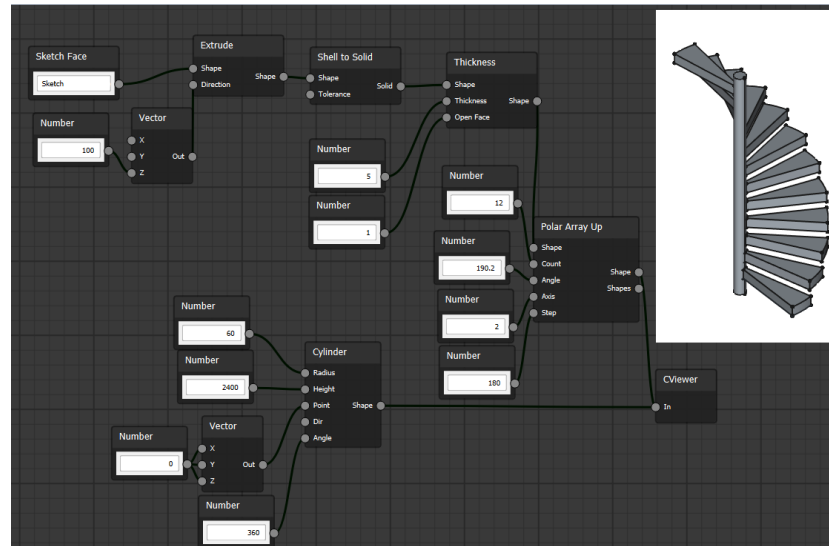 Sketch Face
Sketch
Number
100
Vector
X
Y
Out
Z
Extrude
Shape
Shape
Direction
Shell to Solid
Shape
Solid
Tolerance
Thickness
Shape
Thickness
Shape
Open Face
Number
5
Number
1
Number
12
Number
190.2
Number
2
Number
180
Polar Array Up
Shape
Count
Shape
Angle
Shapes
Axis
Step
Number
60
Number
2400
Cylinder
Radius
Height
Point
Shape
Dir
Angle
Number
0
Vector
X
Y
Out
Z
Number
360
CViewer
In